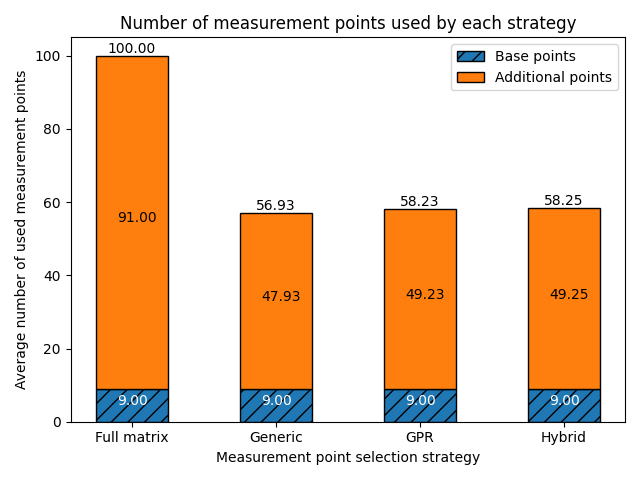 Number of measurement points used by each strategy
Average number of used measurement points
100
80
60
40
20
0
Base points
Additional points
100.00
91.00
9.00
56.93
47.93
9.00
58.23
49.23
9.00
58.25
49.25
9.00
Full matrix
Generic
GPR
Hybrid
Measurement point selection strategy